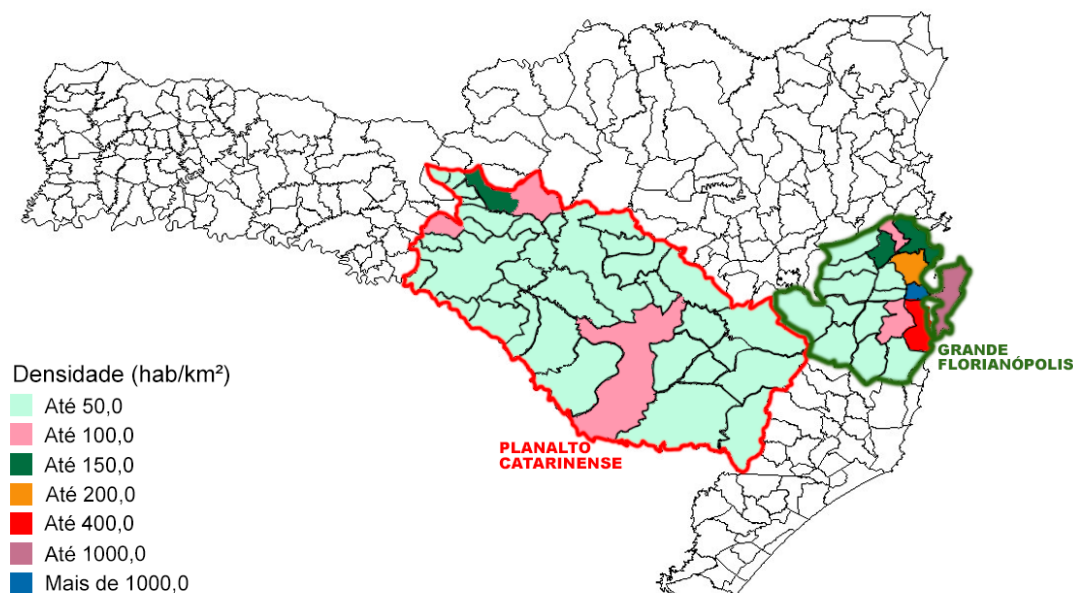 GRANDE
FLORIANÓPOLIS
Densidade (hab/km²)
Até 50,0
Até 100,0
Até 150,0
Até 200,0
Até 400,0
Até 1000,0
Mais de 1000,0
PLANALTO
CATARINENSE